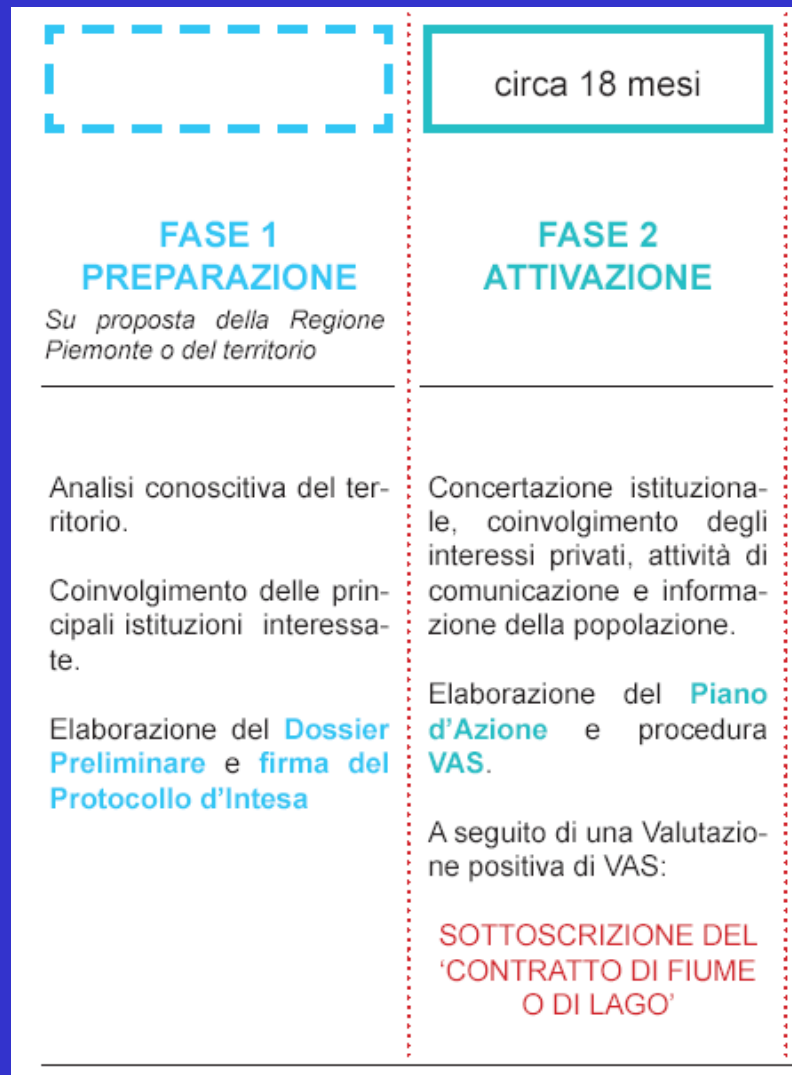 circa 18 mesi
FASE 1
PREPARAZIONE
Su proposta della Regione
Piemonte o del territorio
Analisi conoscitiva del ter-
ritorio.
Coinvolgimento delle prin-
cipali istituzioni interessa-
te.
Elaborazione del Dossier
Preliminare e firma del
Protocollo d'Intesa
FASE 2
ATTIVAZIONE
Concertazione istituziona-
le, coinvolgimento degli
interessi privati, attività di
comunicazione e informa-
zione della popolazione.
Elaborazione del Piano
d'Azione e procedura
VAS.
A seguito di una Valutazio-
ne positiva di VAS:
SOTTOSCRIZIONE DEL
‘CONTRATTO DI FIUME
O DI LAGO’